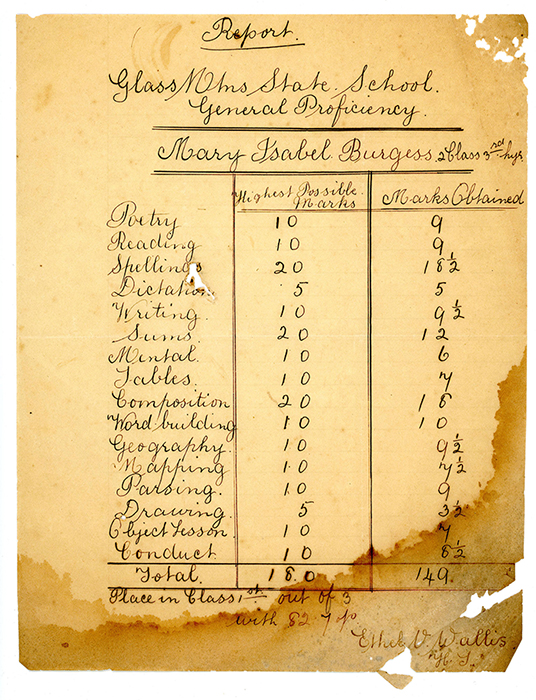 Report.
Glass Mtns State School.
General Proficiency.
Mary Isabel Burgess. 2 Class 3rd hyr
Highest Possible Marks Marks Obtained
Poetry 10 9
Reading 10 9
Spelling 20 18½
Dictation 5 5
Writing. 10 9½
Sums. 20 12
Mental. 10 6
Tables. 10 7
Composition 20 18
Word-building 10 10
Geography. 10 9½
Mapping 10 7½
Parsing. 10 9
Drawing. 5 3½
Object Lesson. 10 7
Conduct. 10 8½
Total. 180 149.
Place in Class 1st out of 3
with 82.7 o/o
Ethel V Wallis.
H. T.